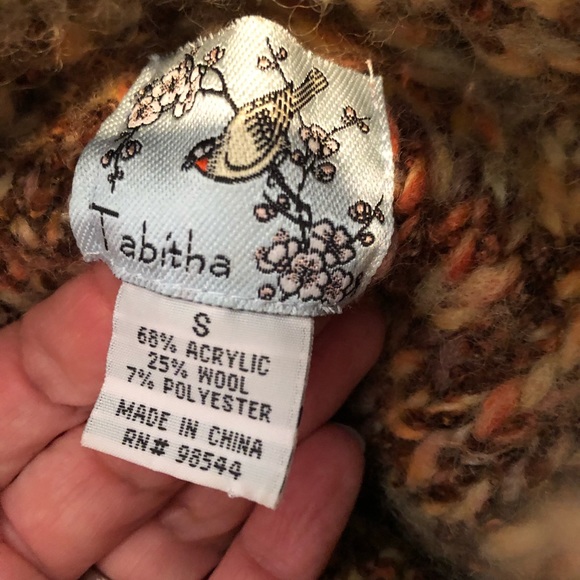 Tabitha
S
68% ACRYLIC
25% WOOL
7% POLYESTER
MADE IN CHINA
RN# 98544